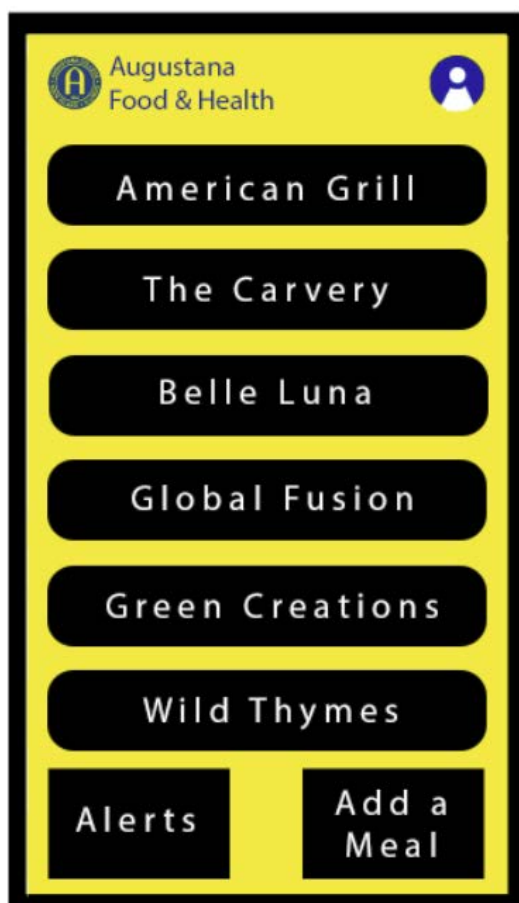 A
Augustana
Food & Health
American Grill
The Carvery
Belle Luna
Global Fusion
Green Creations
Wild Thymes
Alerts
Add a
Meal